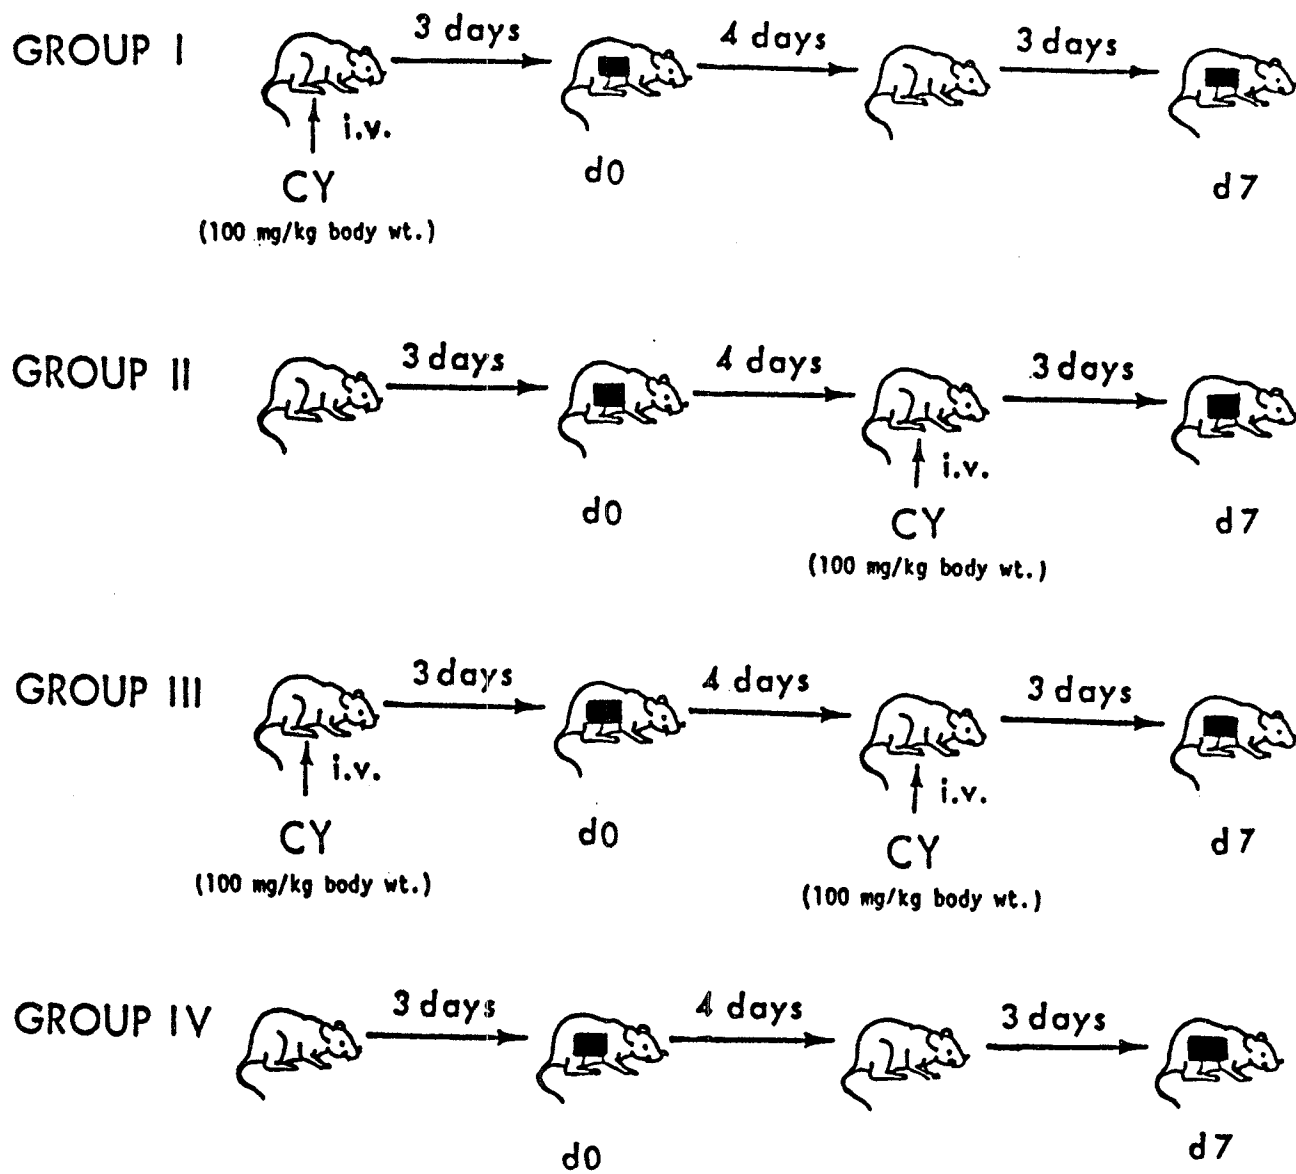 GROUP I
3 days
4 days
3 days
i.v.
CY
(100 mg/kg body wt.)
d0
d7
GROUP II
3 days
4 days
3 days
d0
i.v.
CY
(100 mg/kg body wt.)
d7
GROUP III
3 days
4 days
3 days
i.v.
CY
(100 mg/kg body wt.)
d0
i.v.
CY
(100 mg/kg body wt.)
d7
GROUP IV
3 days
4 days
3 days
d0
d7